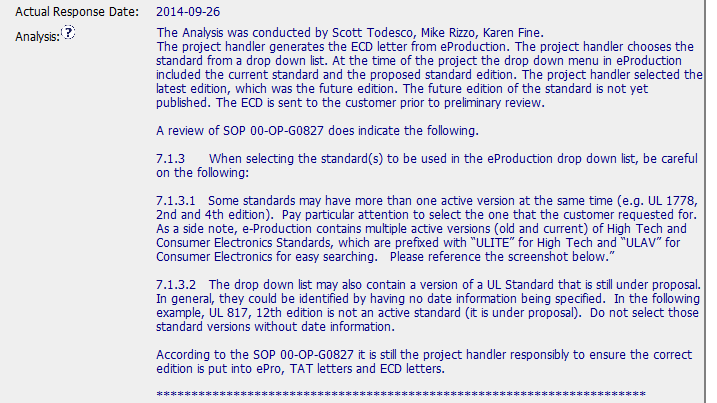 Actual Response Date: 2014-09-26
Analysis:? The Analysis was conducted by Scott Todesco, Mike Rizzo, Karen Fine.
The project handler generates the ECD letter from eProduction. The project handler chooses the
standard from a drop down list. At the time of the project the drop down menu in eProduction
included the current standard and the proposed standard edition. The project handler selected the
latest edition, which was the future edition. The future edition of the standard is not yet
published. The ECD is sent to the customer prior to preliminary review.
A review of SOP 00-OP-G0827 does indicate the following.
7.1.3 When selecting the standard(s) to be used in the eProduction drop down list, be careful
on the following:
7.1.3.1 Some standards may have more than one active version at the same time (e.g. UL 1778,
2nd and 4th edition). Pay particular attention to select the one that the customer requested for.
As a side note, e-Production contains multiple active versions (old and current) of High Tech and
Consumer Electronics Standards, which are prefixed with “ULITE” for High Tech and “ULAV” for
Consumer Electronics for easy searching. Please reference the screenshot below.”
7.1.3.2 The drop down list may also contain a version of a UL Standard that is still under proposal.
In general, they could be identified by having no date information being specified. In the following
example, UL 817, 12th edition is not an active standard (it is under proposal). Do not select those
standard versions without date information.
According to the SOP 00-OP-G0827 it is still the project handler responsibly to ensure the correct
edition is put into ePro, TAT letters and ECD letters.
**********************************************************************